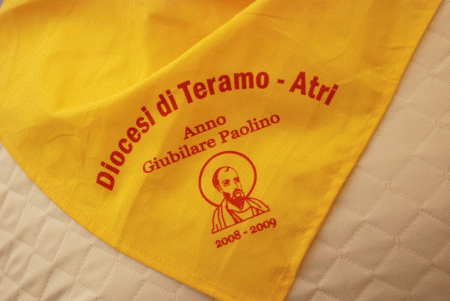 Diocesi di Teramo - Atri
Anno
Giubilare Paolino
2008 - 2009